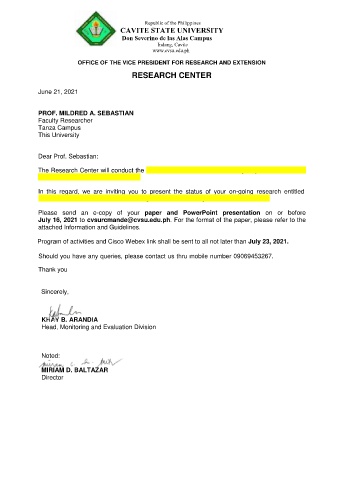 Republic of the Philippines
CAVITE STATE UNIVERSITY
Don Severino de las Alas Campus
Indang, Cavite
www.cvsu.edu.ph
OFFICE OF THE VICE PRESIDENT FOR RESEARCH AND EXTENSION
RESEARCH CENTER
June 21, 2021
PROF. MILDRED A. SEBASTIAN
Faculty Researcher
Tanza Campus
This University
Dear Prof. Sebastian:
The Research Center will conduct the
In this regard, we are inviting you to present the status of your on-going research entitled
Please send an e-copy of your paper and PowerPoint presentation on or before
July 16, 2021 to cvsurcmande@cvsu.edu.ph. For the format of the paper, please refer to the
attached Information and Guidelines.
Program of activities and Cisco Webex link shall be sent to all not later than July 23, 2021.
Should you have any queries, please contact us thru mobile number 09069453267.
Thank you
Sincerely,
KHAY B. ARANDIA
Head, Monitoring and Evaluation Division
Noted:
MIRIAM D. BALTAZAR
Director